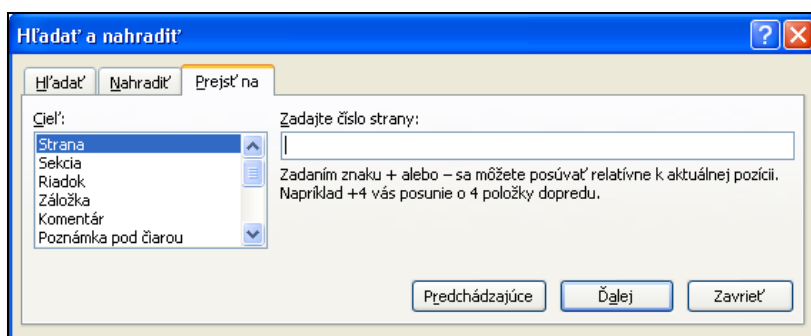 Hľadať a nahradiť
Hľadať Nahradiť Prejsť na
Cieľ:
Strana
Sekcia
Riadok
Záložka
Komentár
Poznámka pod čiarou
Zadajte číslo strany:
Zadaním znaku + alebo – sa môžete posúvať relatívne k aktuálnej pozícii.
Napríklad +4 vás posunie o 4 položky dopredu.
Predchádzajúce Ďalej Zavrieť